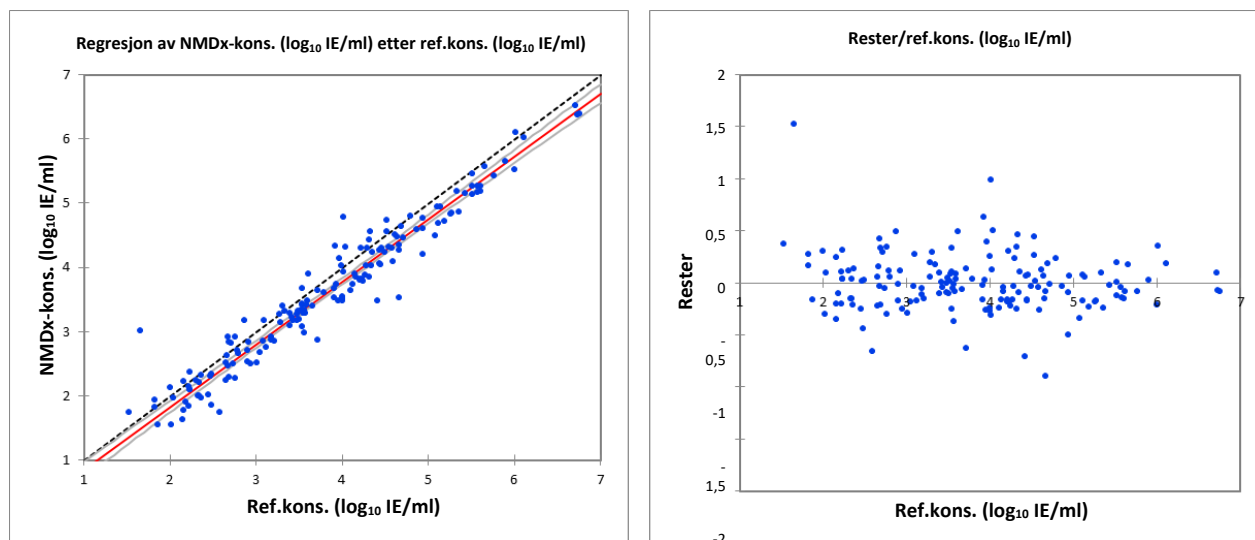 Regresjon av NMDx-kons. (log₁₀ IE/ml) etter ref.kons. (log₁₀ IE/ml)
7
6
5
4
3
2
1
NMDx-kons. (log₁₀ IE/ml)
1 2 3 4 5 6 7
Ref.kons. (log₁₀ IE/ml)
Rester/ref.kons. (log₁₀ IE/ml)
2
1,5
1
0,5
0
-
0,5
-1
-
1,5
-2
Rester
1 2 3 4 5 6 7
Ref.kons. (log₁₀ IE/ml)